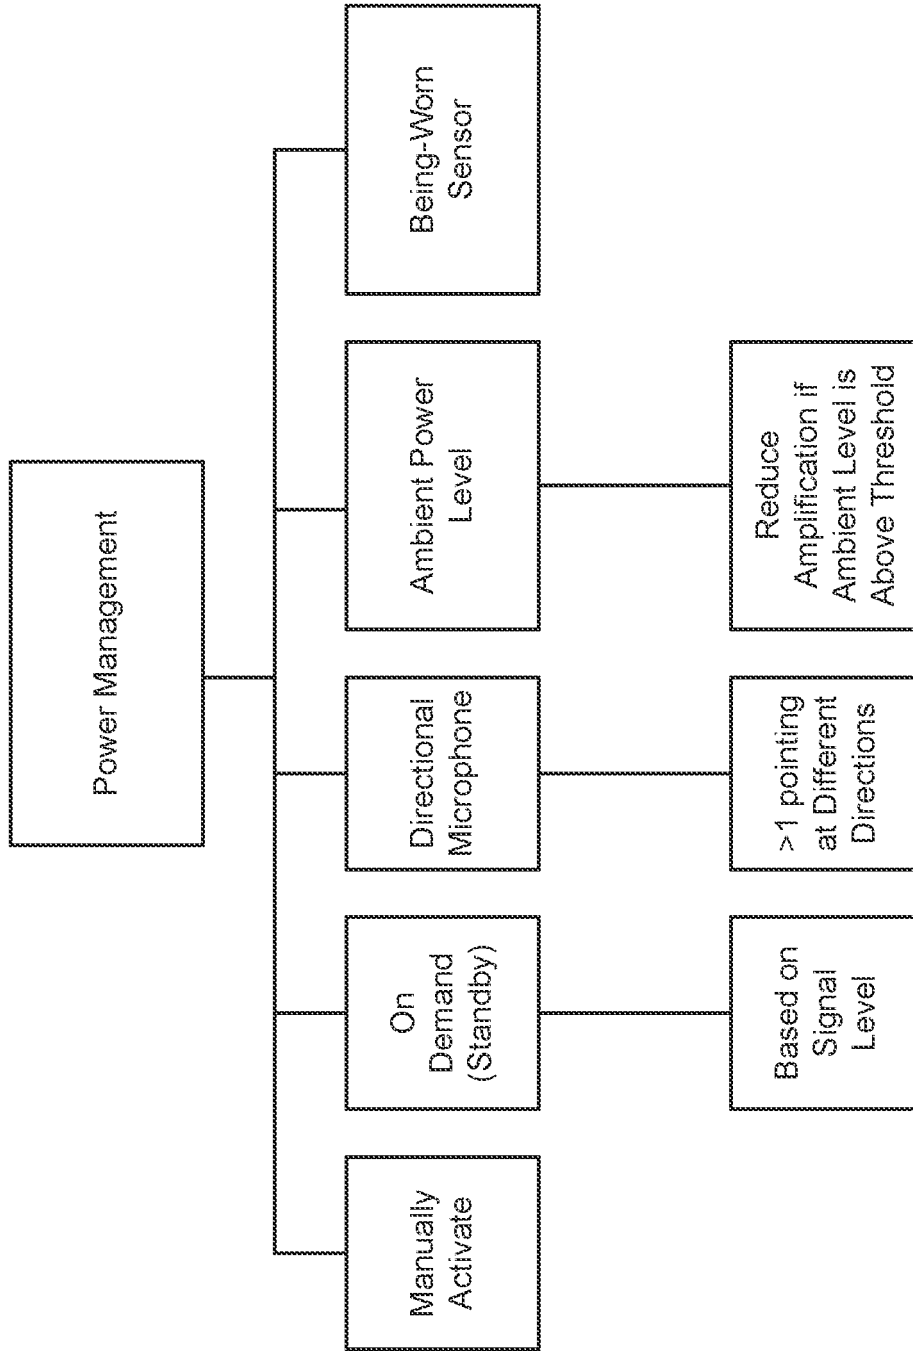 Power Management
Manually
Activate
On
Demand
(Standby)
Directional
Microphone
Ambient Power
Level
Being-Worn
Sensor
Based on
Signal
Level
>1 pointing
at Different
Directions
Reduce
Amplification if
Ambient Level is
Above Threshold